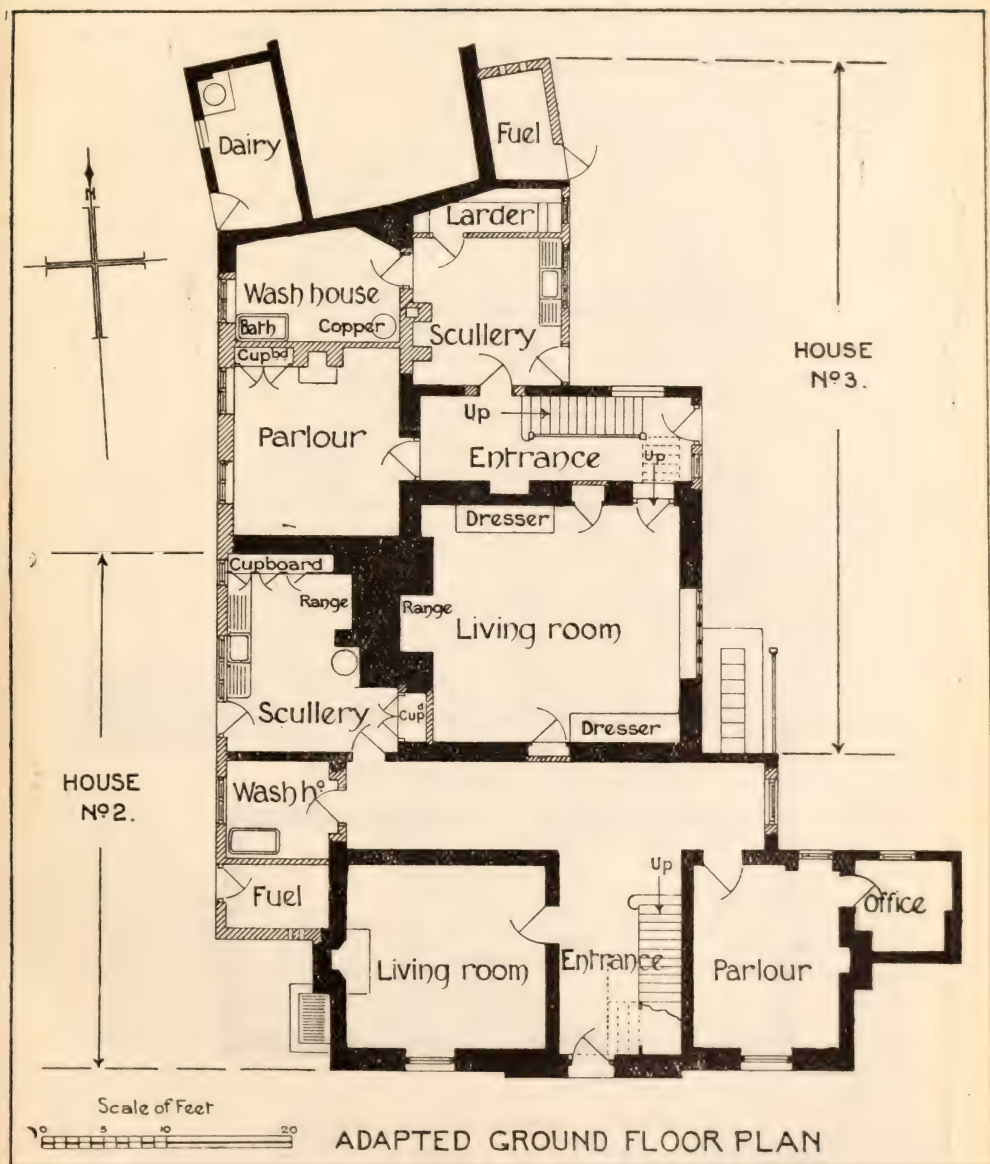 Dairy
Fuel
N
Larder
Wash house
Bath
Copper
Scullery
Cupbd
HOUSE
No3.
Up
Parlour
Entrance
Up
Dresser
Cupboard
Range
Range
Living room
Scullery
Cupd
Dresser
HOUSE
No2.
Wash ho
Up
Fuel
Office
Living room
Entrance
Parlour
Scale of Feet
0 5 10 20
ADAPTED GROUND FLOOR PLAN